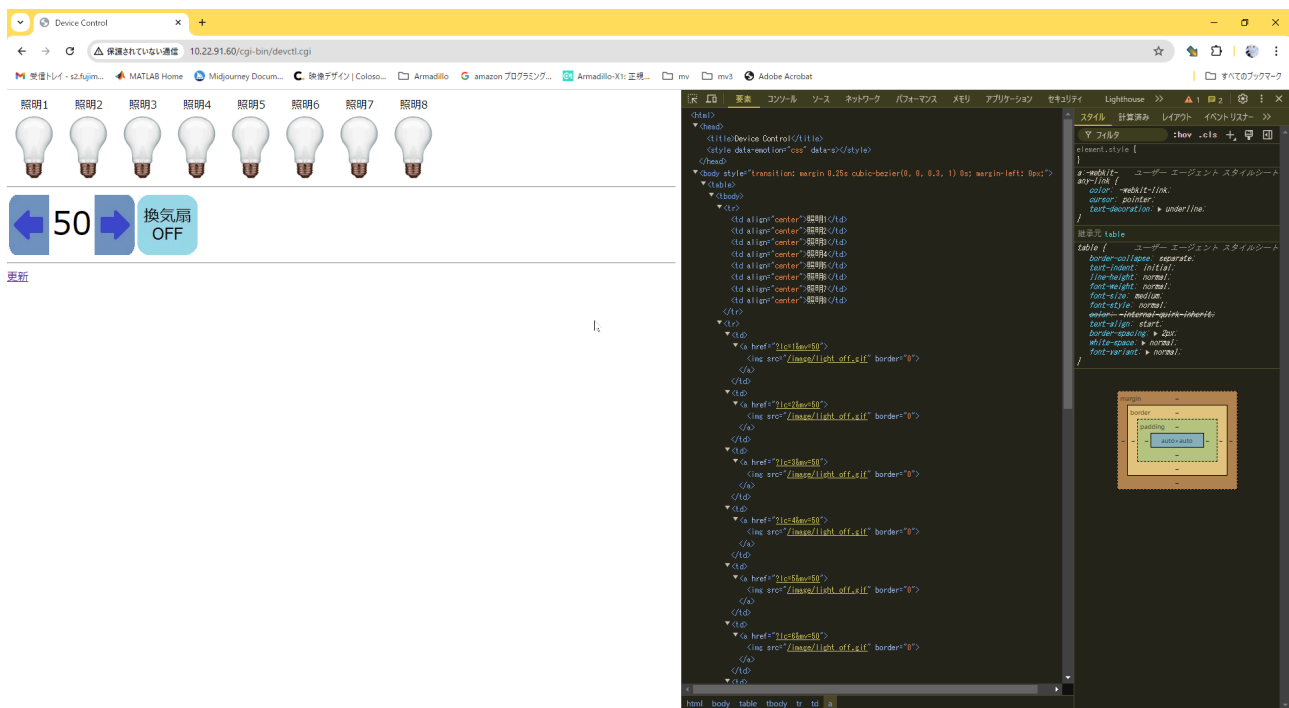 Device Control
保護されていない通信 10.22.91.60/cgi-bin/devctl.cgi
受信トレイ - s2.fujim... MATLAB Home Midjourney Docum... 映像デザイン | Coloso... Armadillo amazon プログラミング... Armadillo-X1: 正規... mv mv3 Adobe Acrobat すべてのブックマーク
照明1 照明2 照明3 照明4 照明5 照明6 照明7 照明8
50 換気扇
OFF
更新
要素 コンソール ソース ネットワーク パフォーマンス メモリ アプリケーション セキュリティ Lighthouse 1 2
<html>
<head>
<title>Device Control</title>
<style data-emotion="css" data-s></style>
</head>
<body style="transition: margin 0.25s cubic-bezier(0, 0, 0.3, 1) 0s; margin-left: 0px;">
<table>
<tbody>
<tr>
<td align="center">照明1</td>
<td align="center">照明2</td>
<td align="center">照明3</td>
<td align="center">照明4</td>
<td align="center">照明5</td>
<td align="center">照明6</td>
<td align="center">照明7</td>
<td align="center">照明8</td>
</tr>
<tr>
<td>
<a href="?lc=1&mv=50">
<img src="/image/light_off.gif" border="0">
</a>
</td>
<td>
<a href="?lc=2&mv=50">
<img src="/image/light_off.gif" border="0">
</a>
</td>
<td>
<a href="?lc=3&mv=50">
<img src="/image/light_off.gif" border="0">
</a>
</td>
<td>
<a href="?lc=4&mv=50">
<img src="/image/light_off.gif" border="0">
</a>
</td>
<td>
<a href="?lc=5&mv=50">
<img src="/image/light_off.gif" border="0">
</a>
</td>
<td>
<a href="?lc=6&mv=50">
<img src="/image/light_off.gif" border="0">
</a>
</td>
<td>
html body table tbody tr td a
スタイル 計算済み レイアウト イベントリスナー
フィルタ :hov .cls
element.style {
}
a:-webkit-any-link { ユーザー エージェント スタイルシート
color: -webkit-link;
cursor: pointer;
text-decoration: underline;
}
継承元 table
table { ユーザー エージェント スタイルシート
border-collapse: separate;
text-indent: initial;
line-height: normal;
font-weight: normal;
font-size: medium;
font-style: normal;
color: -internal-quirk-inherit;
text-align: start;
border-spacing: 2px;
white-space: normal;
font-variant: normal;
}
margin -
border -
padding -
- - - auto×auto - - -
-
-
-